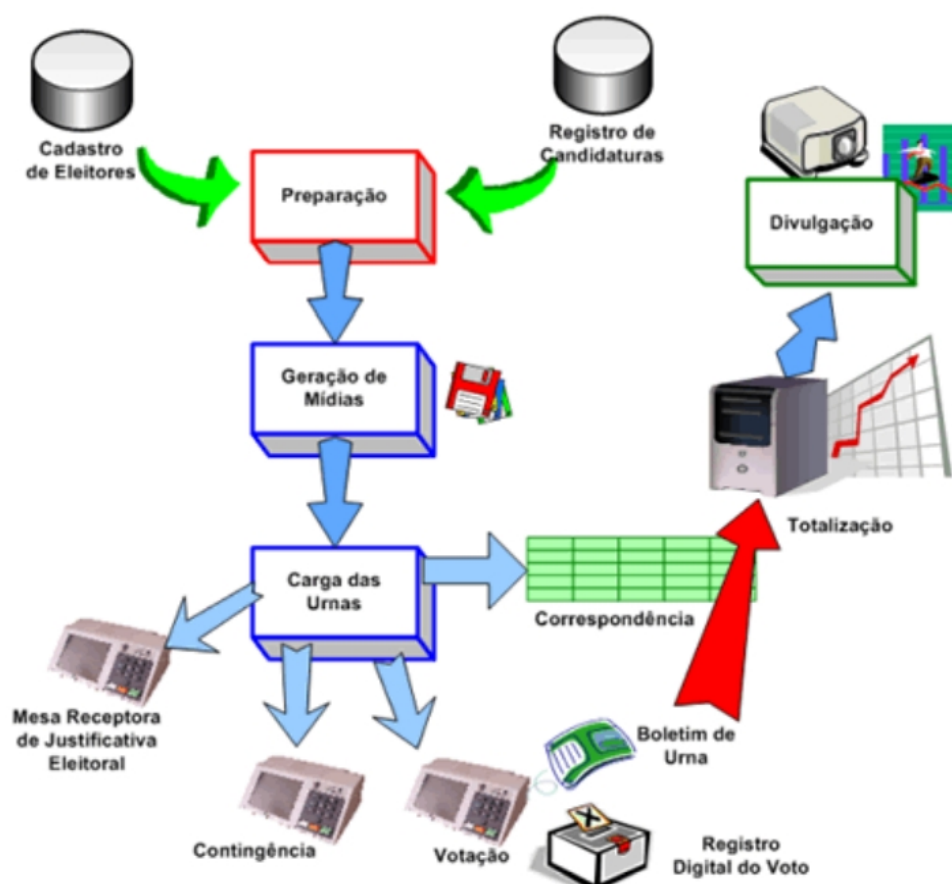 Cadastro
de Eleitores
Registro de
Candidaturas
Preparação
Divulgação
Geração de
Mídias
Totalização
Carga das
Urnas
Correspondência
Mesa Receptora
de Justificativa
Eleitoral
Boletim de
Urna
Contingência
Votação
Registro
Digital do Voto